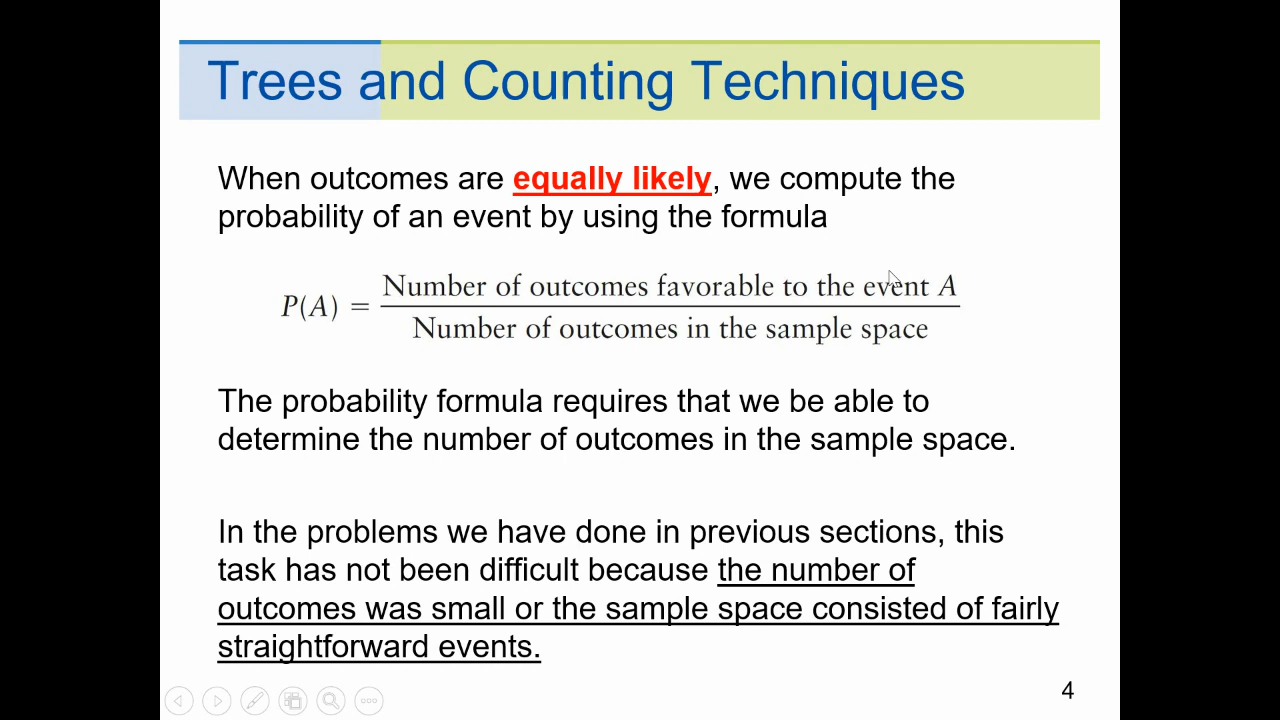 Trees and Counting Techniques
When outcomes are equally likely, we compute the
probability of an event by using the formula
P(A) = Number of outcomes favorable to the event A
Number of outcomes in the sample space
The probability formula requires that we be able to
determine the number of outcomes in the sample space.
In the problems we have done in previous sections, this
task has not been difficult because the number of
outcomes was small or the sample space consisted of fairly
straightforward events.
4